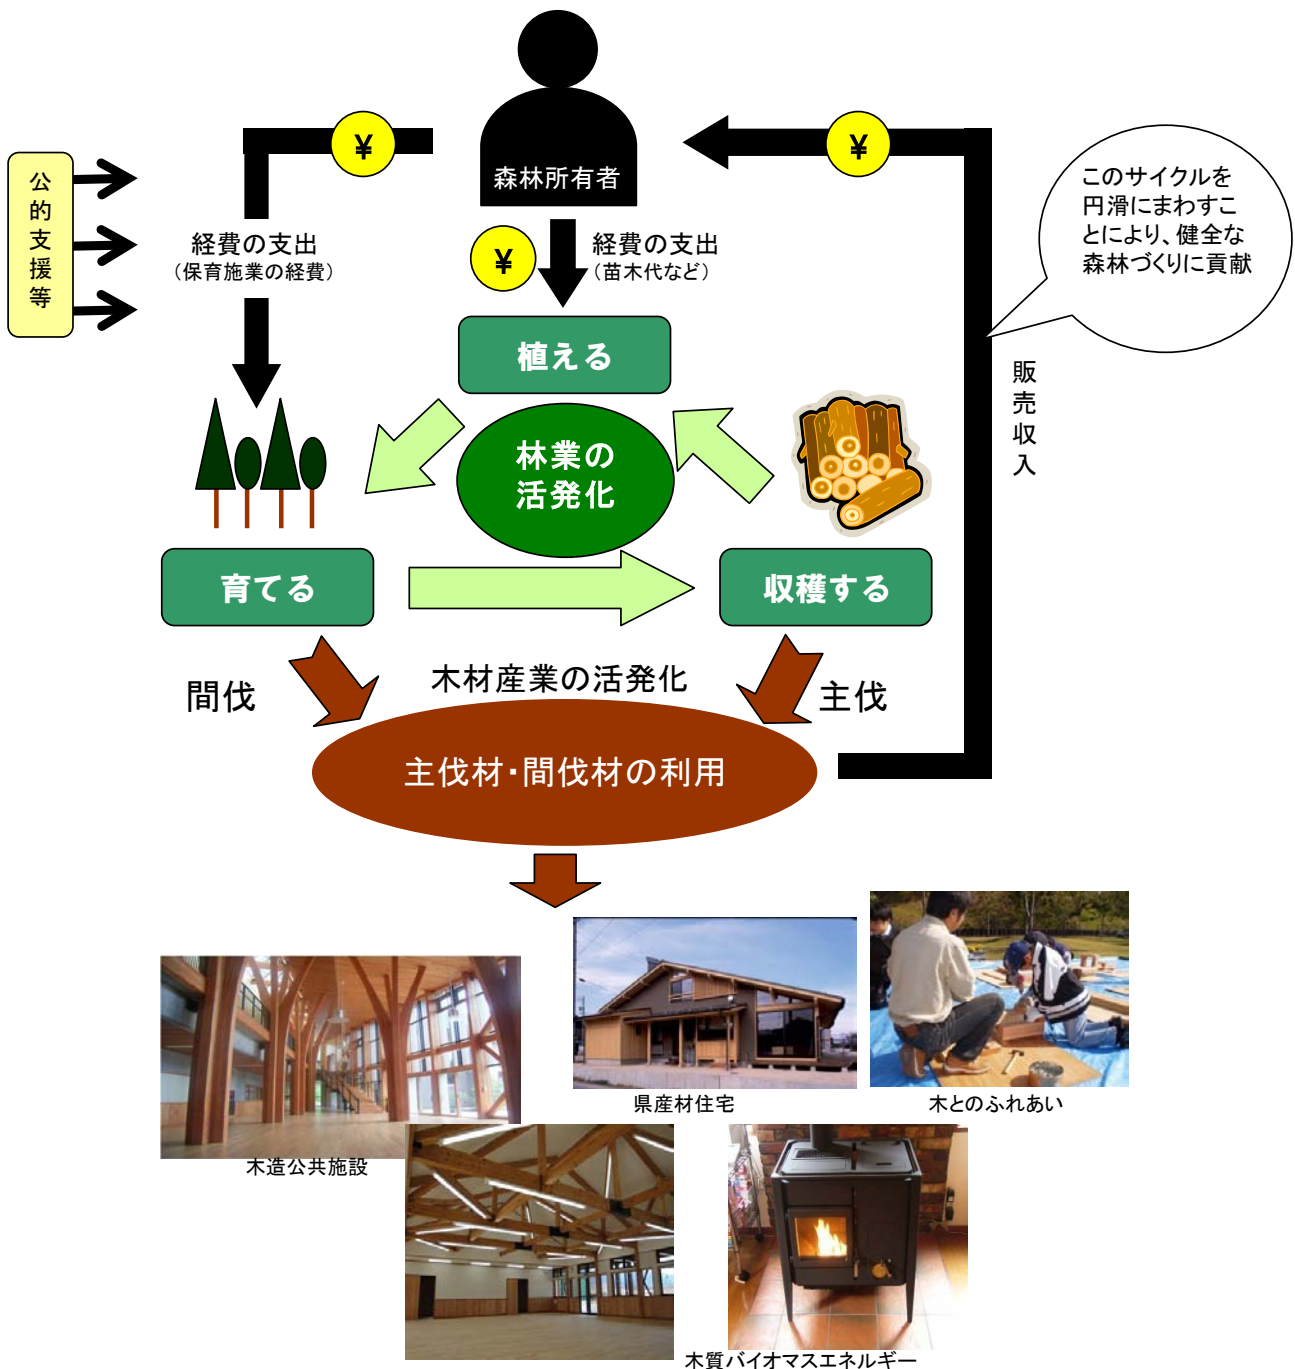 森林所有者
¥
¥
¥
公的支援等
経費の支出
(保育施業の経費)
経費の支出
(苗木代など)
このサイクルを
円滑にまわすこ
とにより、健全な
森林づくりに貢献
販売収入
植える
林業の
活発化
育てる
収穫する
間伐
木材産業の活発化
主伐
主伐材・間伐材の利用
県産材住宅
木とのふれあい
木造公共施設
木質バイオマスエネルギー